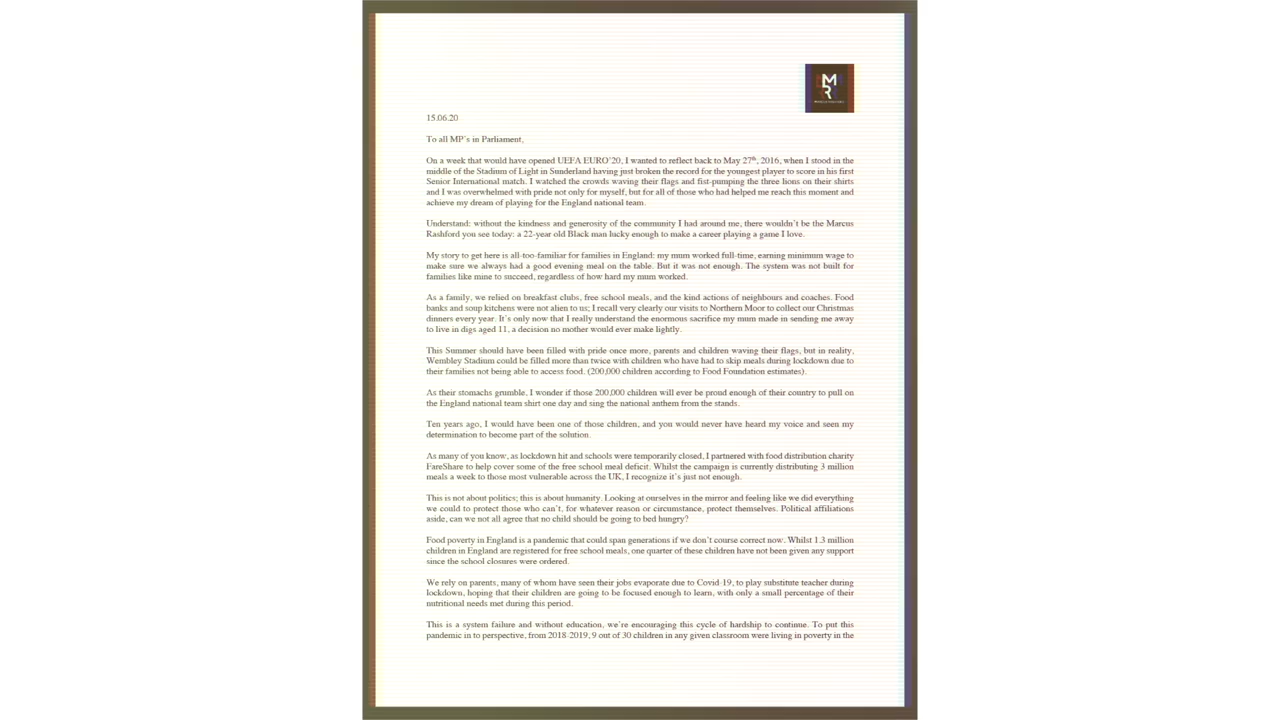 MR
15.06.20
To all MP's in Parliament,
On a week that would have opened UEFA EURO'20, I wanted to reflect back to May 27th, 2016, when I stood in the
middle of the Stadium of Light in Sunderland having just broken the record for the youngest player to score in his first
Senior International match. I watched the crowds waving their flags and fist-pumping the three lions on their shirts
and I was overwhelmed with pride not only for myself, but for all of those who had helped me reach this moment and
achieve my dream of playing for the England national team.
Understand: without the kindness and generosity of the community I had around me, there wouldn't be the Marcus
Rashford you see today: a 22-year old Black man lucky enough to make a career playing a game I love.
My story to get here is all-too-familiar for families in England: my mum worked full-time, earning minimum wage to
make sure we always had a good evening meal on the table. But it was not enough. The system was not built for
families like mine to succeed, regardless of how hard my mum worked.
As a family, we relied on breakfast clubs, free school meals, and the kind actions of neighbours and coaches. Food
banks and soup kitchens were not alien to us; I recall very clearly our visits to Northern Moor to collect our Christmas
dinners every year. It's only now that I really understand the enormous sacrifice my mum made in sending me away
to live in digs aged 11, a decision no mother would ever make lightly.
This Summer should have been filled with pride once more, parents and children waving their flags, but in reality,
Wembley Stadium could be filled more than twice with children who have had to skip meals during lockdown due to
their families not being able to access food. (200,000 children according to Food Foundation estimates).
As their stomachs grumble, I wonder if those 200,000 children will ever be proud enough of their country to pull on
the England national team shirt one day and sing the national anthem from the stands.
Ten years ago, I would have been one of those children, and you would never have heard my voice and seen my
determination to become part of the solution.
As many of you know, as lockdown hit and schools were temporarily closed, I partnered with food distribution charity
FareShare to help cover some of the free school meal deficit. Whilst the campaign is currently distributing 3 million
meals a week to those most vulnerable across the UK, I recognize it's just not enough.
This is not about politics; this is about humanity. Looking at ourselves in the mirror and feeling like we did everything
we could to protect those who can't, for whatever reason or circumstance, protect themselves. Political affiliations
aside, can we not all agree that no child should be going to bed hungry?
Food poverty in England is a pandemic that could span generations if we don't course correct now. Whilst 1.3 million
children in England are registered for free school meals, one quarter of these children have not been given any support
since the school closures were ordered.
We rely on parents, many of whom have seen their jobs evaporate due to Covid-19, to play substitute teacher during
lockdown, hoping that their children are going to be focused enough to learn, with only a small percentage of their
nutritional needs met during this period.
This is a system failure and without education, we're encouraging this cycle of hardship to continue. To put this
pandemic in to perspective, from 2018-2019, 9 out of 30 children in any given classroom were living in poverty in the